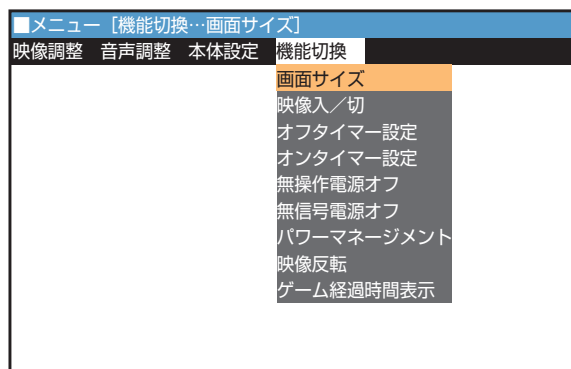 ■メニュー［機能切換…画面サイズ］
映像調整 音声調整 本体設定 機能切換
画面サイズ
映像入／切
オフタイマー設定
オンタイマー設定
無操作電源オフ
無信号電源オフ
パワーマネージメント
映像反転
ゲーム経過時間表示